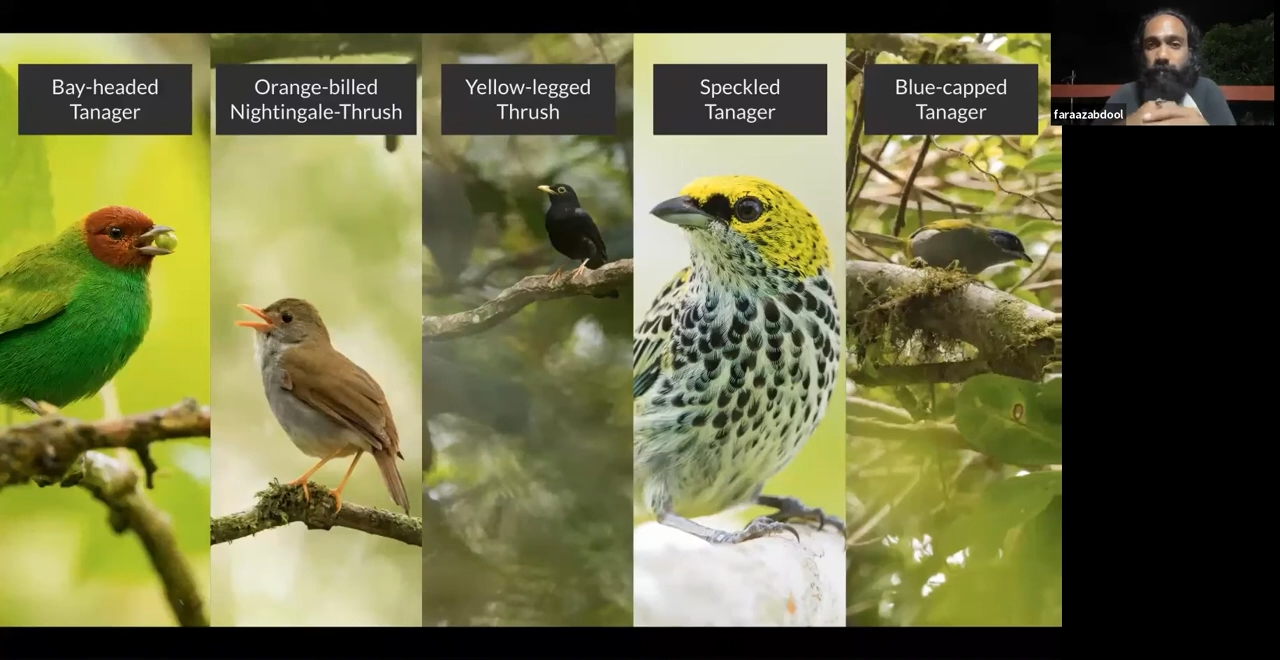 Bay-headed
Tanager
Orange-billed
Nightingale-Thrush
Yellow-legged
Thrush
Speckled
Tanager
Blue-capped
Tanager
faraazabdool